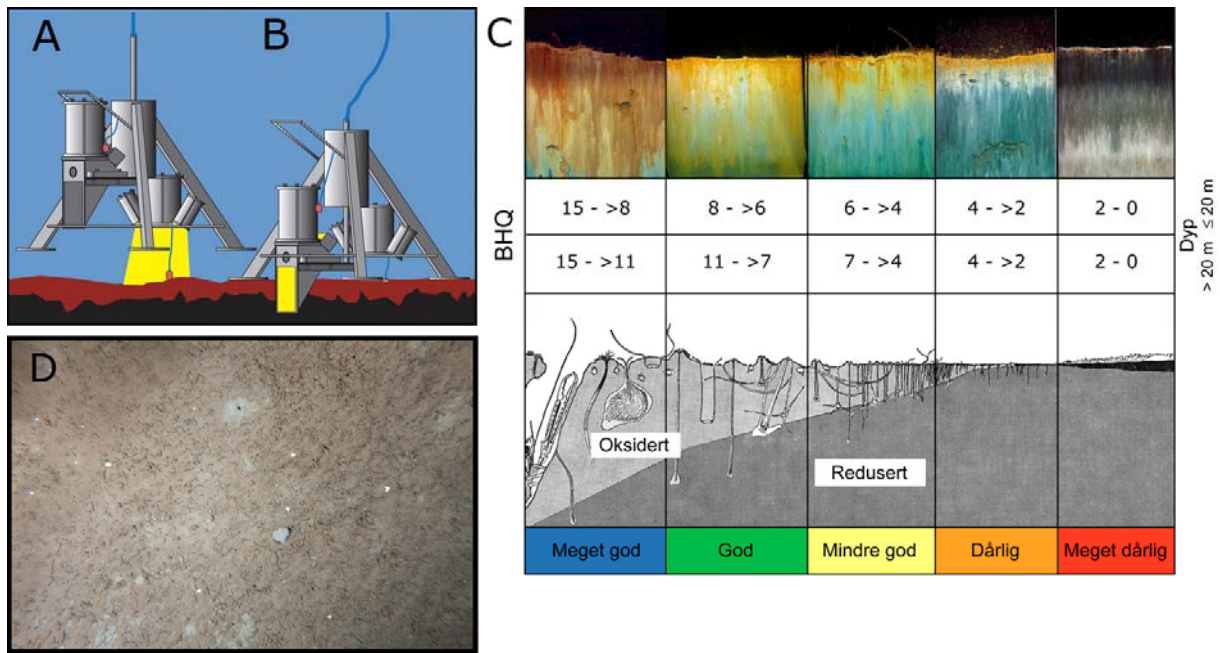 A
B
C
D
BHQ
15 - >8
8 - >6
6 - >4
4 - >2
2 - 0
15 - >11
11 - >7
7 - >4
4 - >2
2 - 0
Dyp
> 20 m ≤ 20 m
Oksidert
Redusert
Meget god
God
Mindre god
Dårlig
Meget dårlig